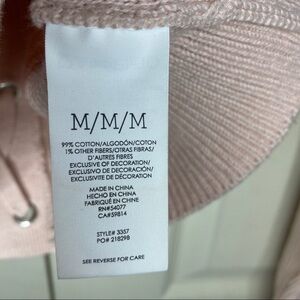 M/M/M
99% COTTON/ALGODÓN/COTON
1% OTHER FIBERS/OTRAS FIBRAS/
D'AUTRES FIBRES
EXCLUSIVE OF DECORATION/
EXCLUSIVO DE DECORACIÓN/
EXCLUSIVITE DE DÉCORATION
MADE IN CHINA
HECHO EN CHINA
FABRIQUÉ EN CHINE
RN#54077
CA#59814
STYLE# 3357
PO# 218298
SEE REVERSE FOR CARE